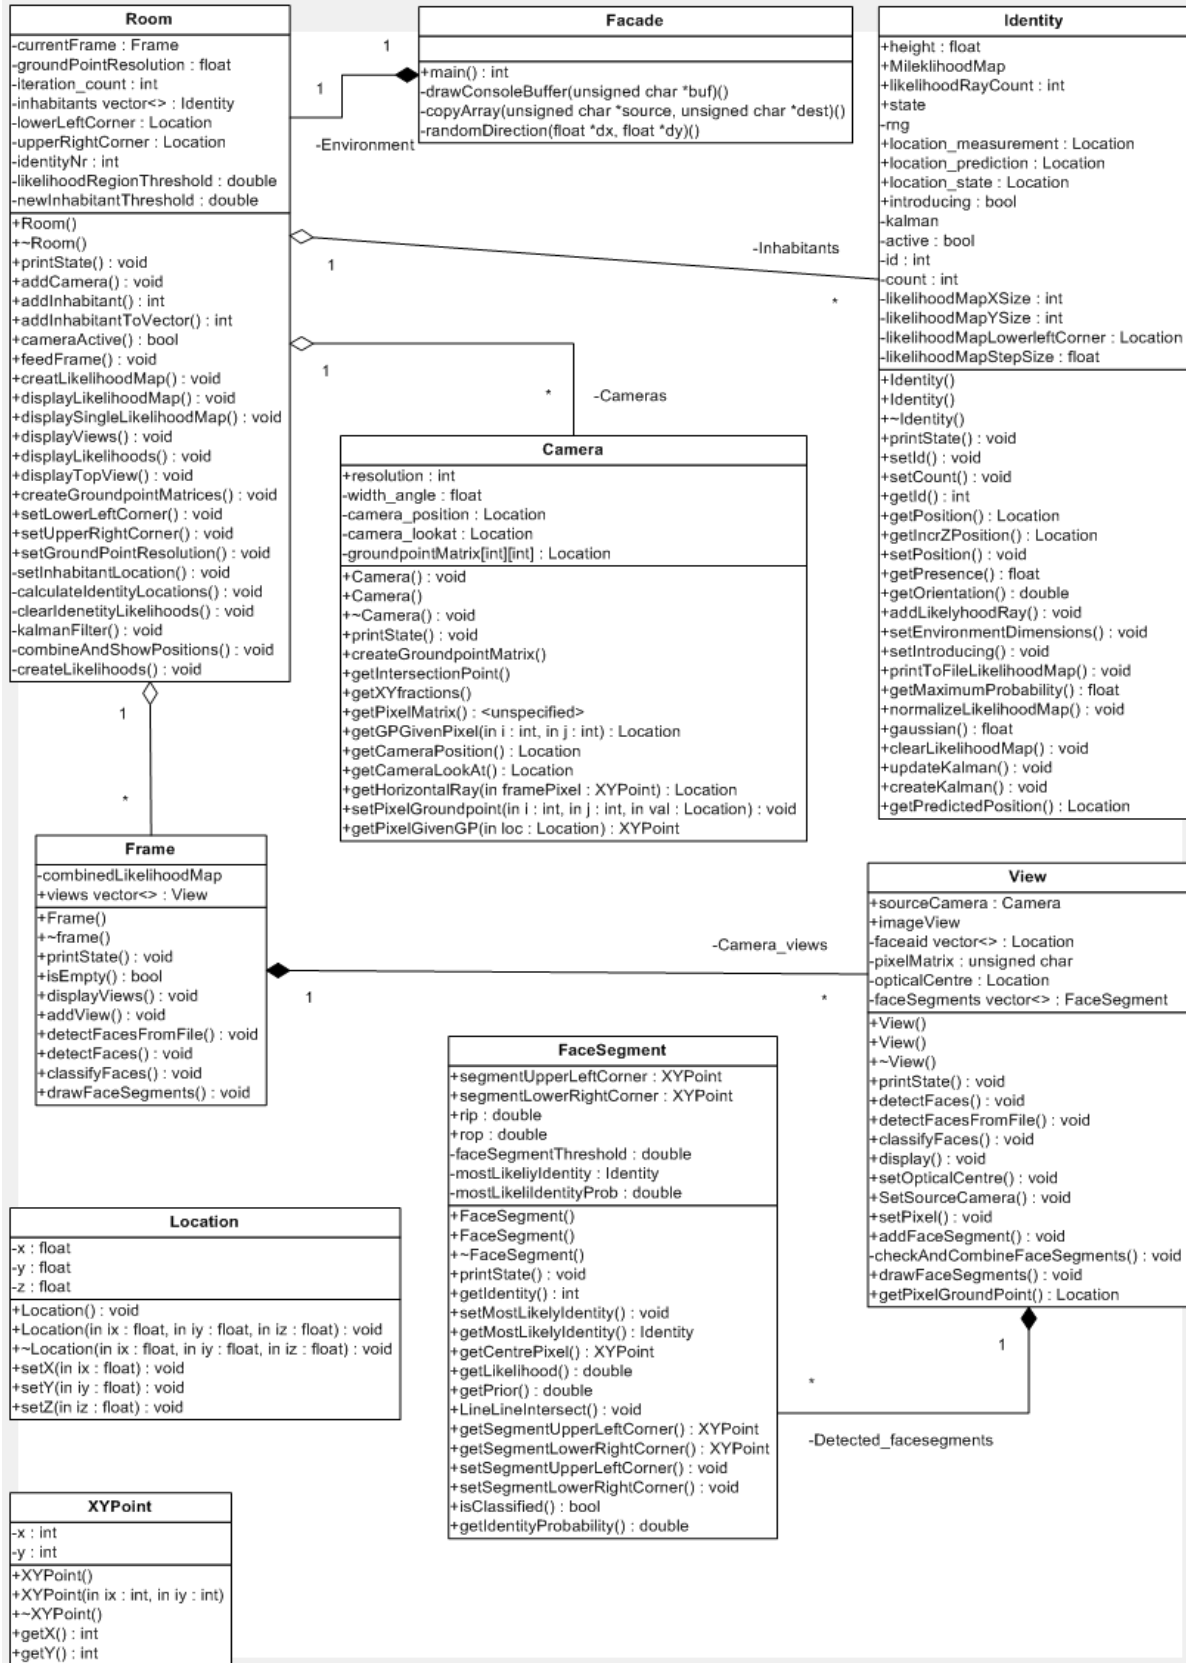 Room
-currentFrame : Frame
-groundPointResolution : float
-iteration_count : int
-inhabitants vector<> : Identity
-lowerLeftCorner : Location
-upperRightCorner : Location
-identityNr : int
-likelihoodRegionThreshold : double
-newInhabitantThreshold : double
+Room()
+~Room()
+printState() : void
+addCamera() : void
+addInhabitant() : int
+addInhabitantToVector() : int
+cameraActive() : bool
+feedFrame() : void
+creatLikelihoodMap() : void
+displayLikelihoodMap() : void
+displaySingleLikelihoodMap() : void
+displayViews() : void
+displayLikelihoods() : void
+displayTopView() : void
+createGroundpointMatrices() : void
+setLowerLeftCorner() : void
+setUpperRightCorner() : void
+setGroundPointResolution() : void
-setInhabitantLocation() : void
-calculateIdentityLocations() : void
-clearIdenetityLikelihoods() : void
-kalmanFilter() : void
-combineAndShowPositions() : void
-createLikelihoods() : void
Facade
+main() : int
-drawConsoleBuffer(unsigned char *buf)()
-copyArray(unsigned char *source, unsigned char *dest)()
-randomDirection(float *dx, float *dy)()
1
1
-Environment
Identity
+height : float
+MileklihoodMap
+likelihoodRayCount : int
+state
-rng
+location_measurement : Location
+location_prediction : Location
+location_state : Location
+introducing : bool
-kalman
-active : bool
-id : int
-count : int
-likelihoodMapXSize : int
-likelihoodMapYSize : int
-likelihoodMapLowerleftCorner : Location
-likelihoodMapStepSize : float
+Identity()
+Identity()
+~Identity()
+printState() : void
+setId() : void
+setCount() : void
+getId() : int
+getPosition() : Location
+getIncrZPosition() : Location
+setPosition() : void
+getPresence() : float
+getOrientation() : double
+addLikelyhoodRay() : void
+setEnvironmentDimensions() : void
+setIntroducing() : void
+printToFileLikelihoodMap() : void
+getMaximumProbability() : float
+normalizeLikelihoodMap() : void
+gaussian() : float
+clearLikelihoodMap() : void
+updateKalman() : void
+createKalman() : void
+getPredictedPosition() : Location
-Inhabitants
1
*
1
*
-Cameras
Camera
+resolution : int
-width_angle : float
-camera_position : Location
-camera_lookat : Location
-groundpointMatrix[int][int] : Location
+Camera() : void
+Camera()
+~Camera() : void
+printState() : void
+createGroundpointMatrix()
+getIntersectionPoint()
+getXYfractions()
+getPixelMatrix() : <unspecified>
+getGPGivenPixel(in i : int, in j : int) : Location
+getCameraPosition() : Location
+getCameraLookAt() : Location
+getHorizontalRay(in framePixel : XYPoint) : Location
+setPixelGroundpoint(in i : int, in j : int, in val : Location) : void
+getPixelGivenGP(in loc : Location) : XYPoint
1
*
Frame
-combinedLikelihoodMap
+views vector<> : View
+Frame()
+~frame()
+printState() : void
+isEmpty() : bool
+displayViews() : void
+addView() : void
+detectFacesFromFile() : void
+detectFaces() : void
+classifyFaces() : void
+drawFaceSegments() : void
-Camera_views
1
*
View
+sourceCamera : Camera
+imageView
-faceaid vector<> : Location
-pixelMatrix : unsigned char
-opticalCentre : Location
-faceSegments vector<> : FaceSegment
+View()
+View()
+~View()
+printState() : void
+detectFaces() : void
+detectFacesFromFile() : void
+classifyFaces() : void
+display() : void
+setOpticalCentre() : void
+SetSourceCamera() : void
+setPixel() : void
+addFaceSegment() : void
-checkAndCombineFaceSegments() : void
+drawFaceSegments() : void
+getPixelGroundPoint() : Location
FaceSegment
+segmentUpperLeftCorner : XYPoint
+segmentLowerRightCorner : XYPoint
+rip : double
+rop : double
-faceSegmentThreshold : double
-mostLikeliyIdentity : Identity
-mostLikeliIdentityProb : double
+FaceSegment()
+FaceSegment()
+~FaceSegment()
+printState() : void
+getIdentity() : int
+setMostLikelyIdentity() : void
+getMostLikelyIdentity() : Identity
+getCentrePixel() : XYPoint
+getLikelihood() : double
+getPrior() : double
+LineLineIntersect() : void
+getSegmentUpperLeftCorner() : XYPoint
+getSegmentLowerRightCorner() : XYPoint
+setSegmentUpperLeftCorner() : void
+setSegmentLowerRightCorner() : void
+isClassified() : bool
+getIdentityProbability() : double
1
*
-Detected_facesegments
Location
-x : float
-y : float
-z : float
+Location() : void
+Location(in ix : float, in iy : float, in iz : float) : void
+~Location(in ix : float, in iy : float, in iz : float) : void
+setX(in ix : float) : void
+setY(in iy : float) : void
+setZ(in iz : float) : void
XYPoint
-x : int
-y : int
+XYPoint()
+XYPoint(in ix : int, in iy : int)
+~XYPoint()
+getX() : int
+getY() : int